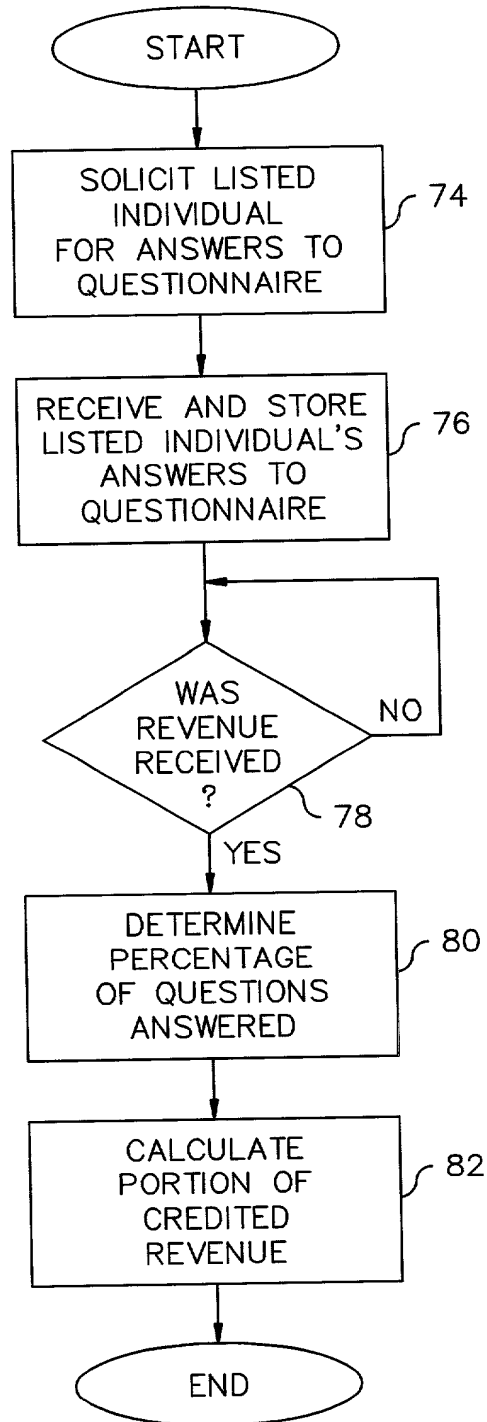 START
SOLICIT LISTED
INDIVIDUAL
FOR ANSWERS TO
QUESTIONNAIRE
74
RECEIVE AND STORE
LISTED INDIVIDUAL'S
ANSWERS TO
QUESTIONNAIRE
76
WAS
REVENUE
RECEIVED
?
NO
78
YES
DETERMINE
PERCENTAGE
OF QUESTIONS
ANSWERED
80
CALCULATE
PORTION OF
CREDITED
REVENUE
82
END